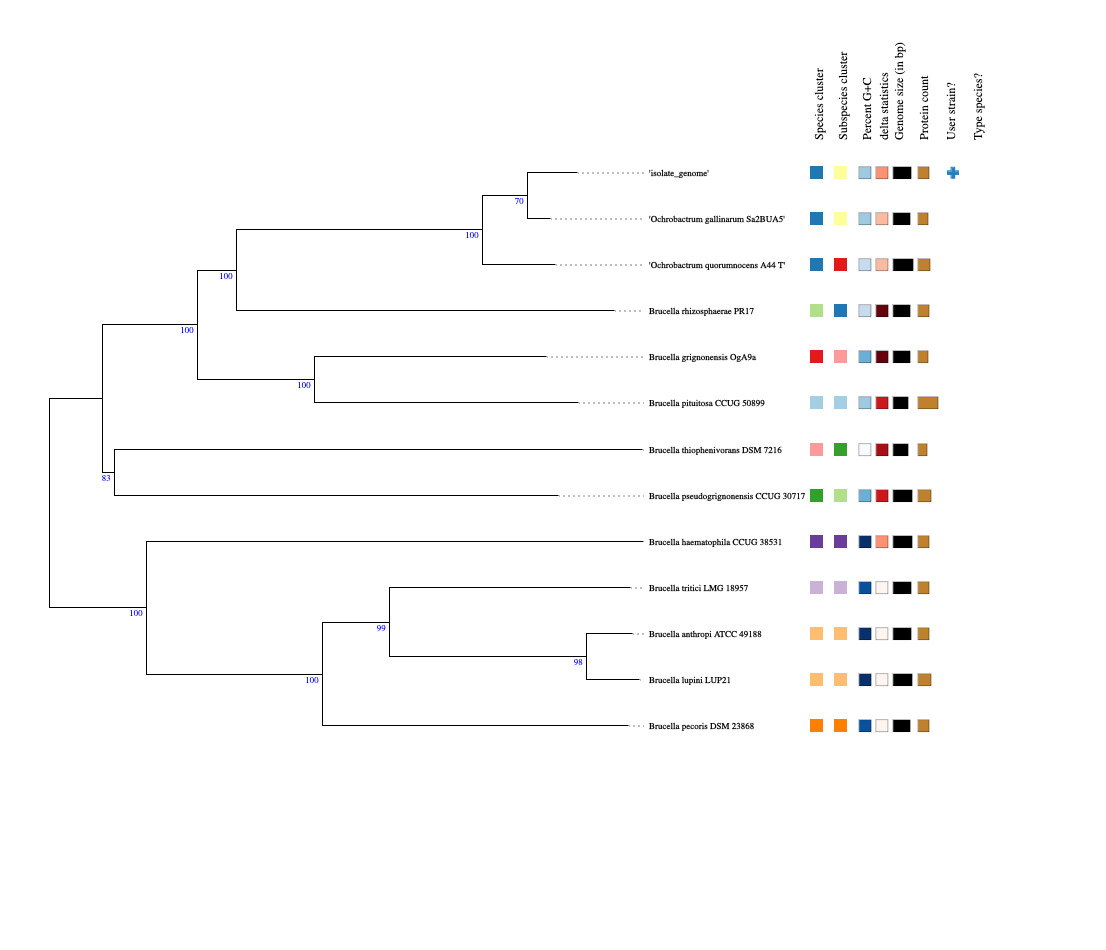 Species cluster
Subspecies cluster
Percent G+C
delta statistics
Genome size (in bp)
Protein count
User strain?
Type species?
'isolate_genome'
70
'Ochrobactrum gallinarum Sa2BUA5'
100
'Ochrobactrum quorumnocens A44 T'
100
Brucella rhizosphaerae PR17
100
Brucella grignonensis OgA9a
100
Brucella pituitosa CCUG 50899
Brucella thiophenivorans DSM 7216
83
Brucella pseudogrignonensis CCUG 30717
Brucella haematophila CCUG 38531
Brucella tritici LMG 18957
100
99
Brucella anthropi ATCC 49188
98
Brucella lupini LUP21
100
Brucella pecoris DSM 23868